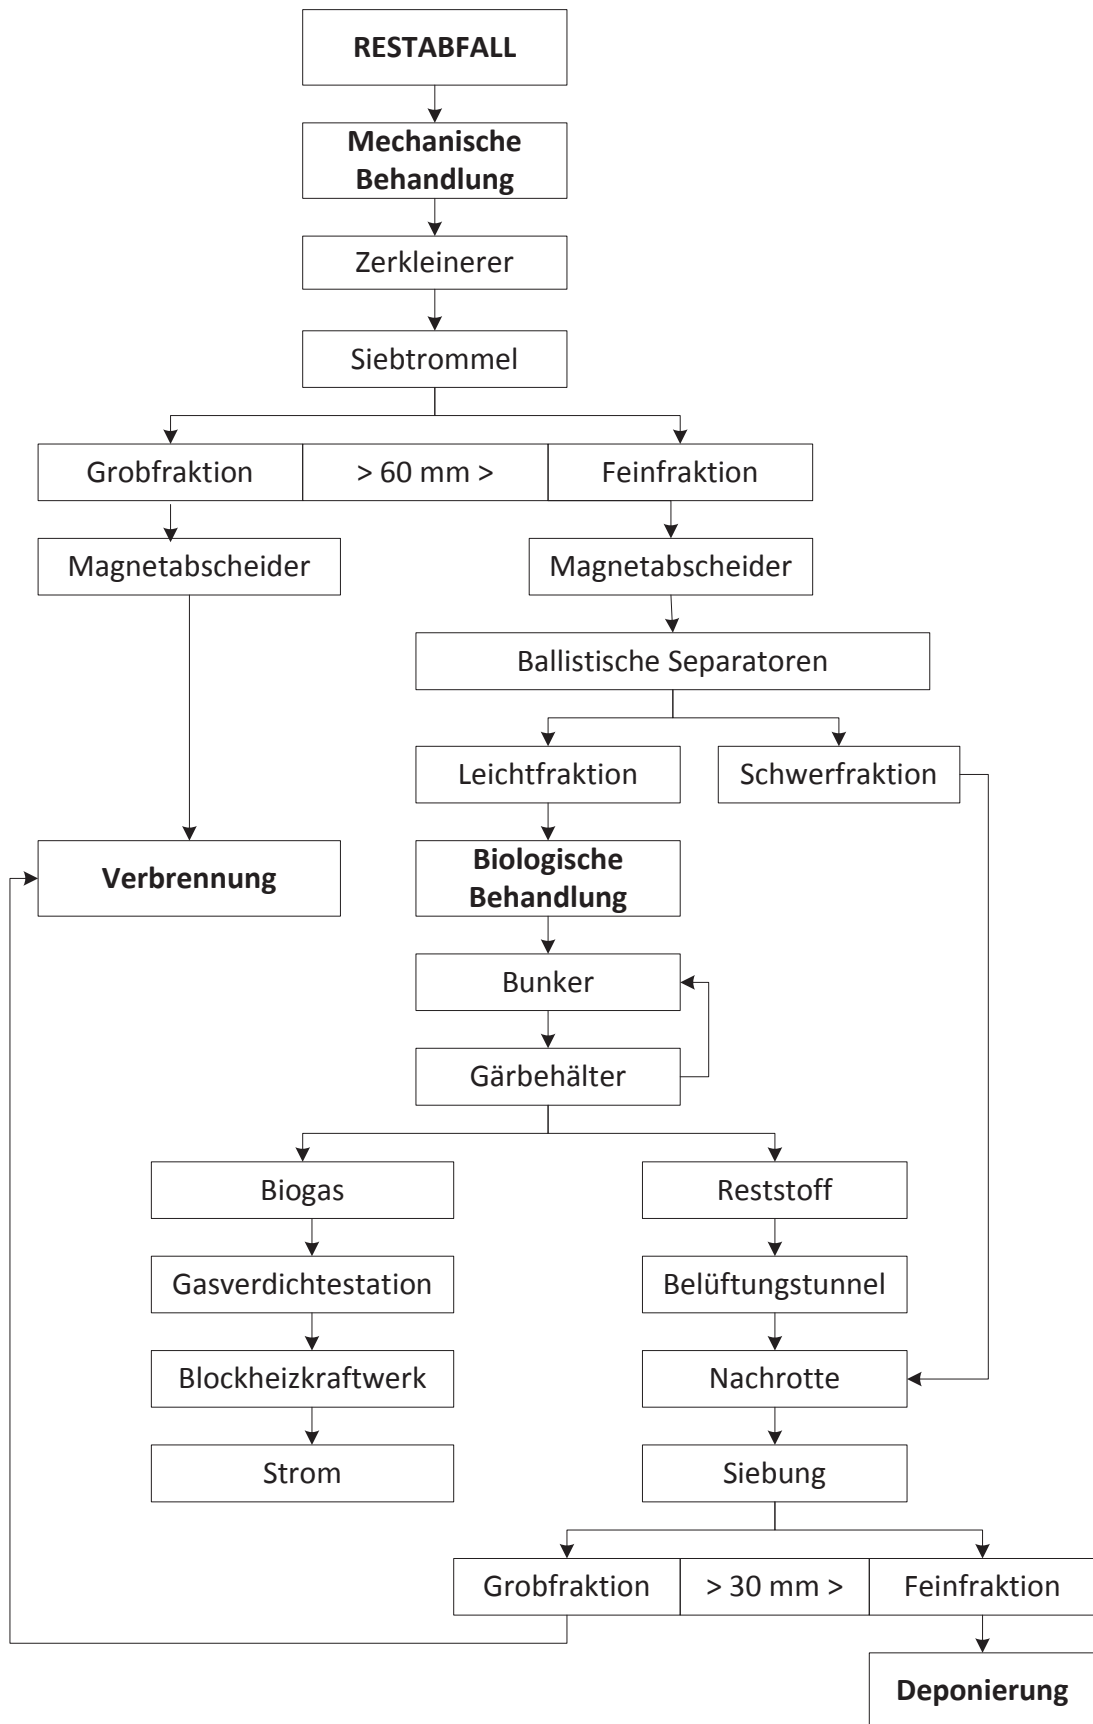 RESTABFALL
Mechanische
Behandlung
Zerkleinerer
Siebtrommel
Grobfraktion
> 60 mm >
Feinfraktion
Magnetabscheider
Magnetabscheider
Ballistische Separatoren
Leichtfraktion
Schwerfraktion
Verbrennung
Biologische
Behandlung
Bunker
Gärbehälter
Biogas
Reststoff
Gasverdichtestation
Belüftungstunnel
Blockheizkraftwerk
Nachrotte
Strom
Siebung
Grobfraktion
> 30 mm >
Feinfraktion
Deponierung